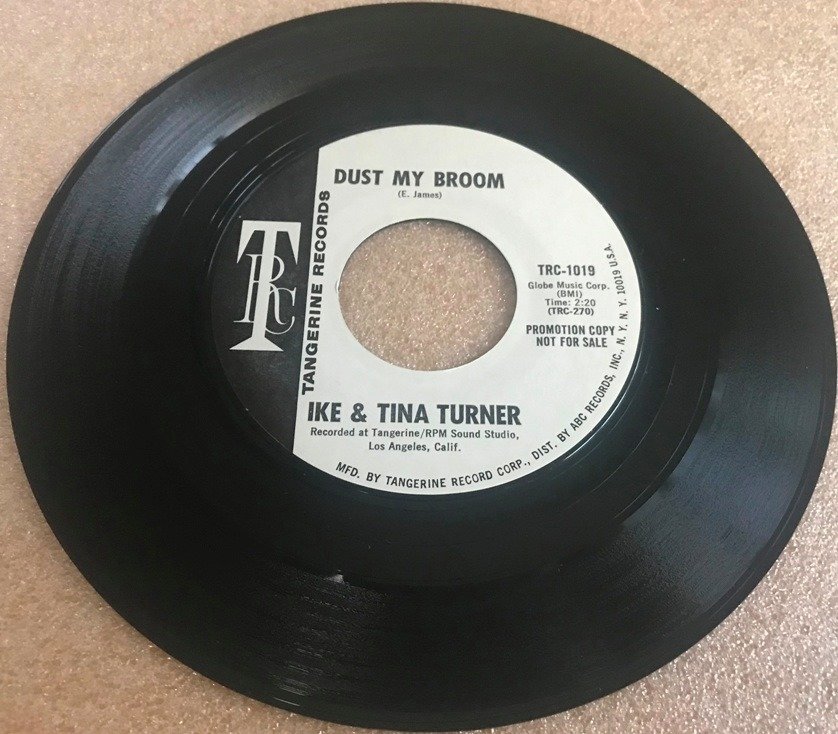 DUST MY BROOM
(E. James)
TRC
TANGERINE RECORDS
TRC-1019
Globe Music Corp.
(BMI)
Time: 2:20
(TRC-270)
PROMOTION COPY
NOT FOR SALE
IKE & TINA TURNER
Recorded at Tangerine/RPM Sound Studio,
Los Angeles, Calif.
MFD. BY TANGERINE RECORD CORP., DIST. BY ABC RECORDS, INC., N. Y. N. Y. 10019 U.S.A.